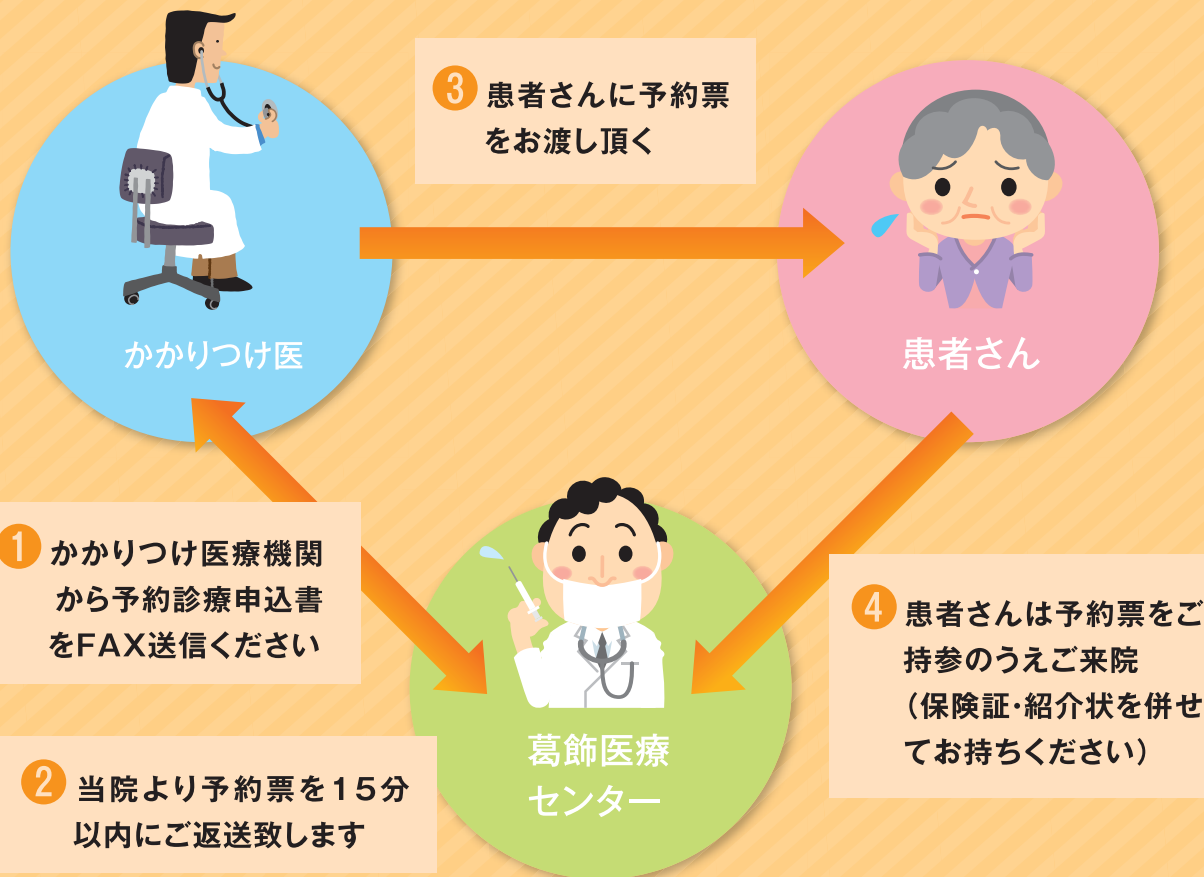 ❸ 患者さんに予約票
をお渡し頂く
かかりつけ医
患者さん
❶ かかりつけ医療機関
から予約診療申込書
をFAX送信ください
❹ 患者さんは予約票をご
持参のうえご来院
（保険証・紹介状を併せ
てお持ちください）
葛飾医療
センター
❷ 当院より予約票を15分
以内にご返送致します